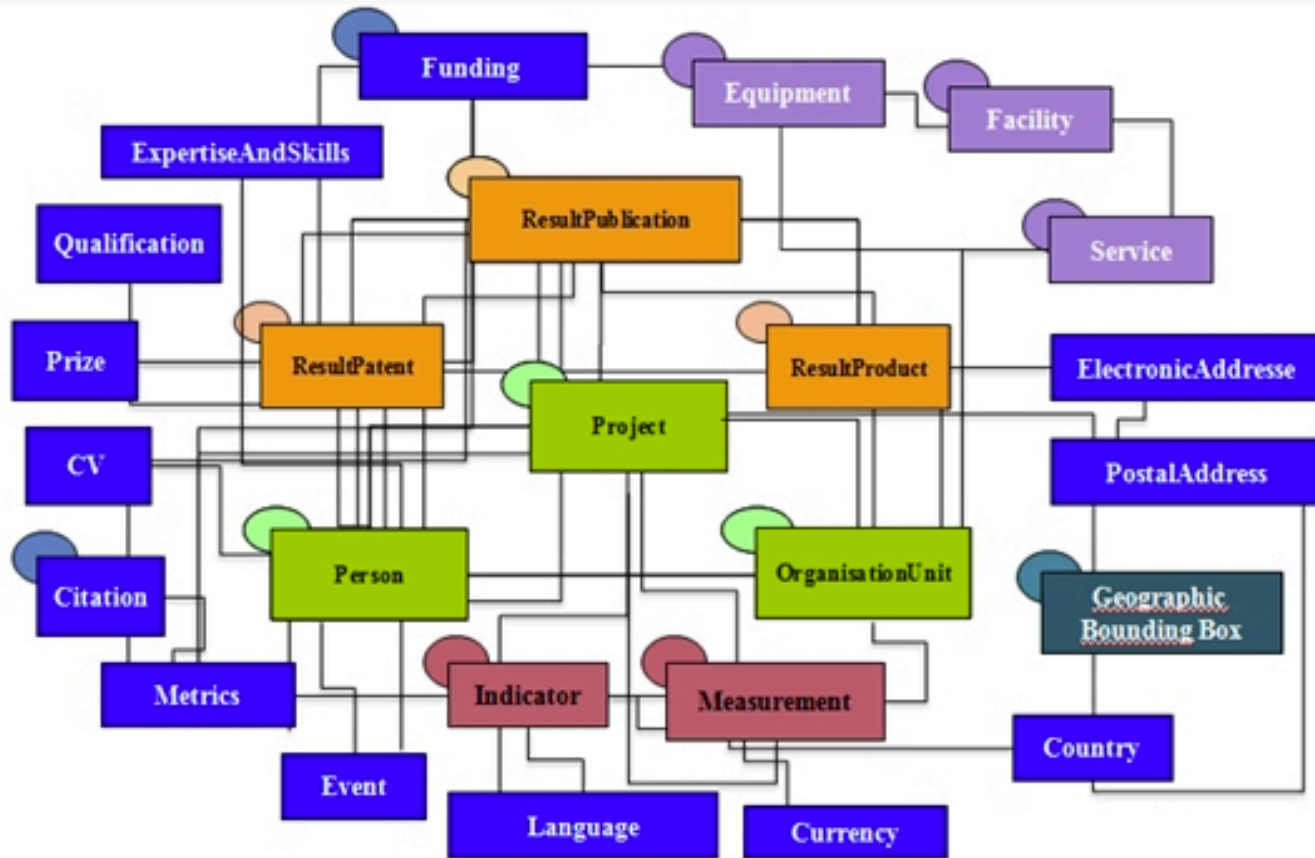 Funding
Equipment
Facility
ExpertiseAndSkills
ResultPublication
Qualification
Service
Prize
ResultPatent
ResultProduct
ElectronicAddresse
Project
CV
PostalAddress
Person
OrganisationUnit
Citation
Geographic
Bounding Box
Metrics
Indicator
Measurement
Country
Event
Language
Currency